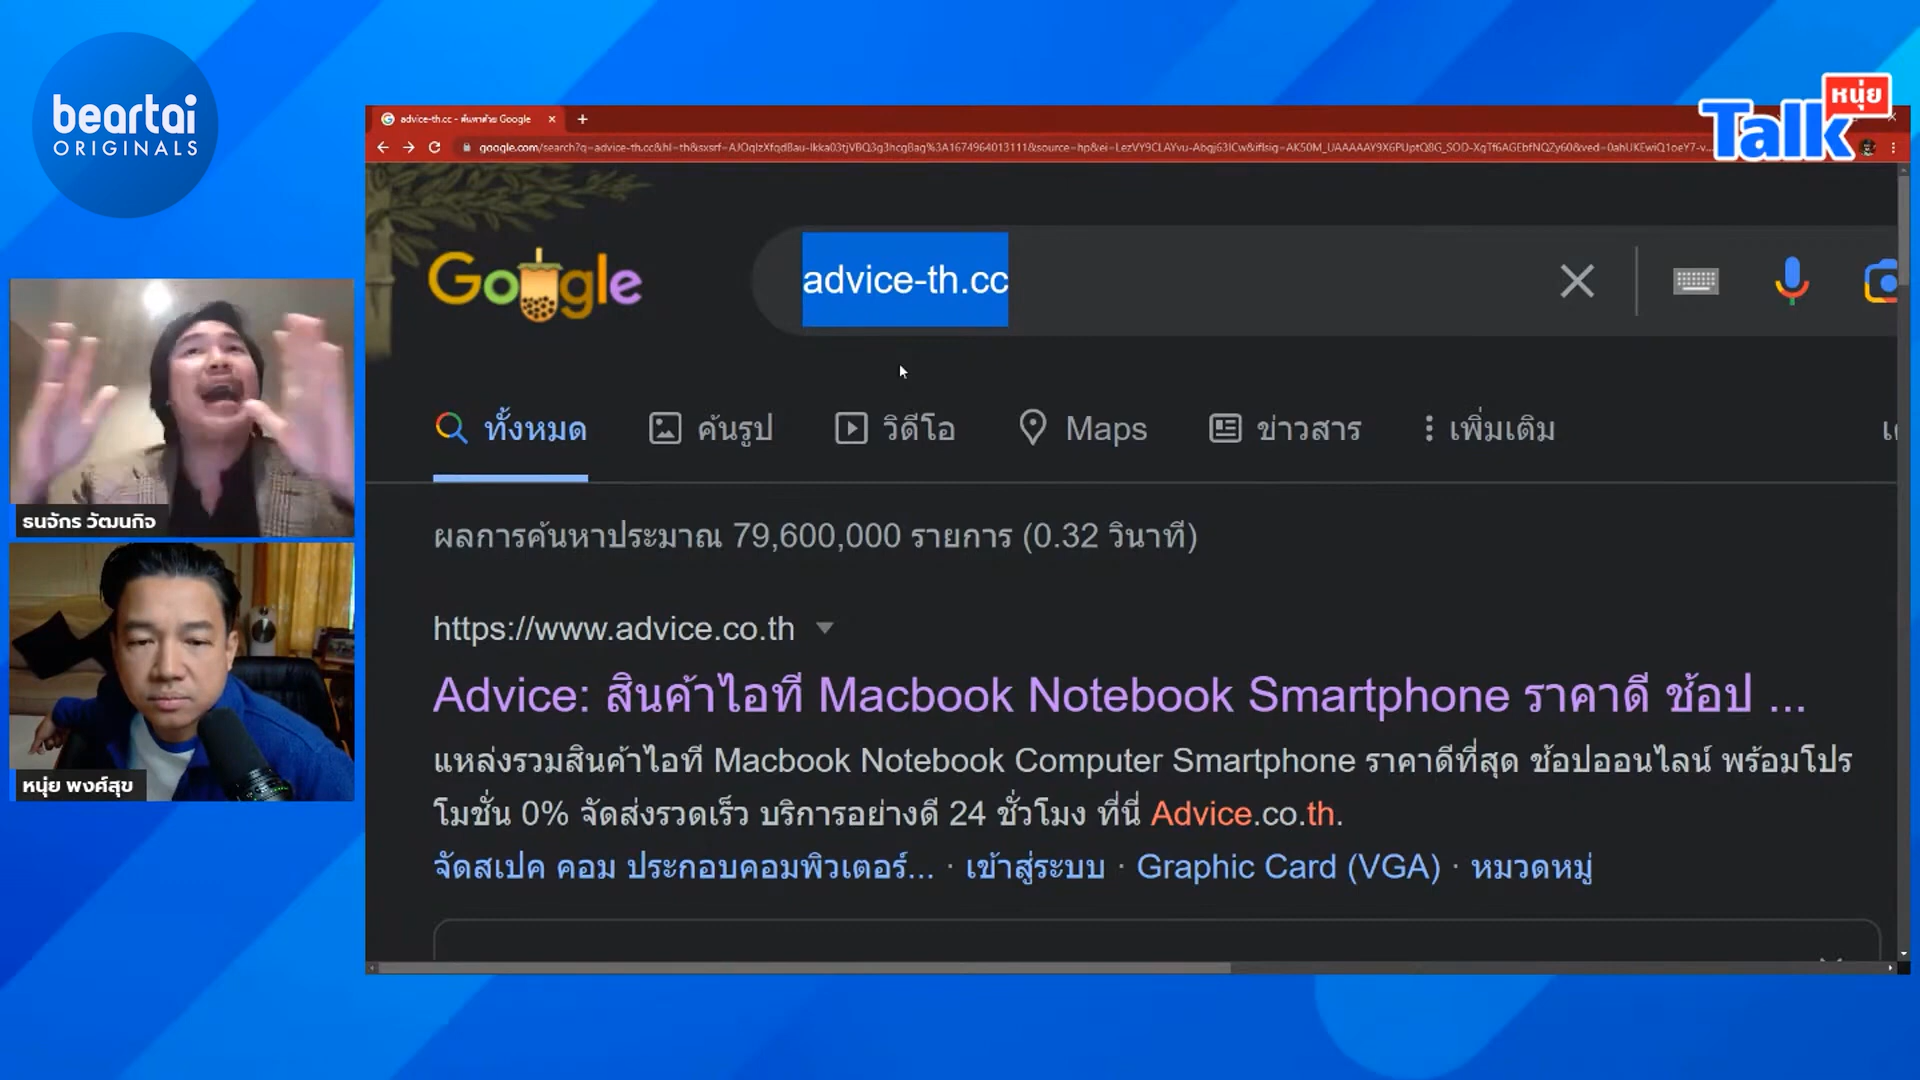 beartai
ORIGINALS
Talk
หนุ่ย
advice-th.cc - ค้นหาด้วย Google
Google
advice-th.cc
ทั้งหมด
ค้นรูป
วิดีโอ
Maps
ข่าวสาร
เพิ่มเติม
ผลการค้นหาประมาณ 79,600,000 รายการ (0.32 วินาที)
https://www.advice.co.th
Advice: สินค้าไอที Macbook Notebook Smartphone ราคาดี ช้อป ...
แหล่งรวมสินค้าไอที Macbook Notebook Computer Smartphone ราคาดีที่สุด ช้อปออนไลน์ พร้อมโปร
โมชั่น 0% จัดส่งรวดเร็ว บริการอย่างดี 24 ชั่วโมง ที่นี่ Advice.co.th.
จัดสเปค คอม ประกอบคอมพิวเตอร์... · เข้าสู่ระบบ · Graphic Card (VGA) · หมวดหมู่
ธนจักร วัฒนกิจ
หนุ่ย พงศ์สุข